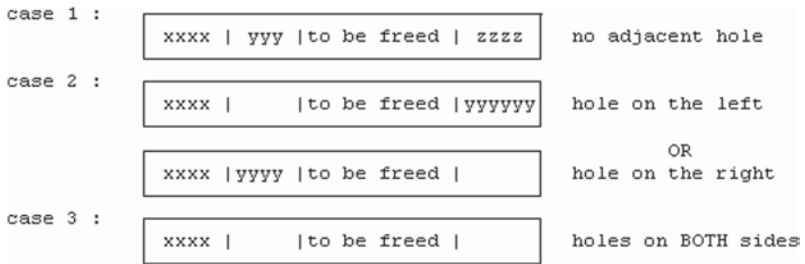 case 1 :
xxxx | yyy |to be freed | zzzz no adjacent hole
case 2 :
xxxx | |to be freed |yyyyyy hole on the left
OR
xxxx |yyyy |to be freed | hole on the right
case 3 :
xxxx | |to be freed | holes on BOTH sides